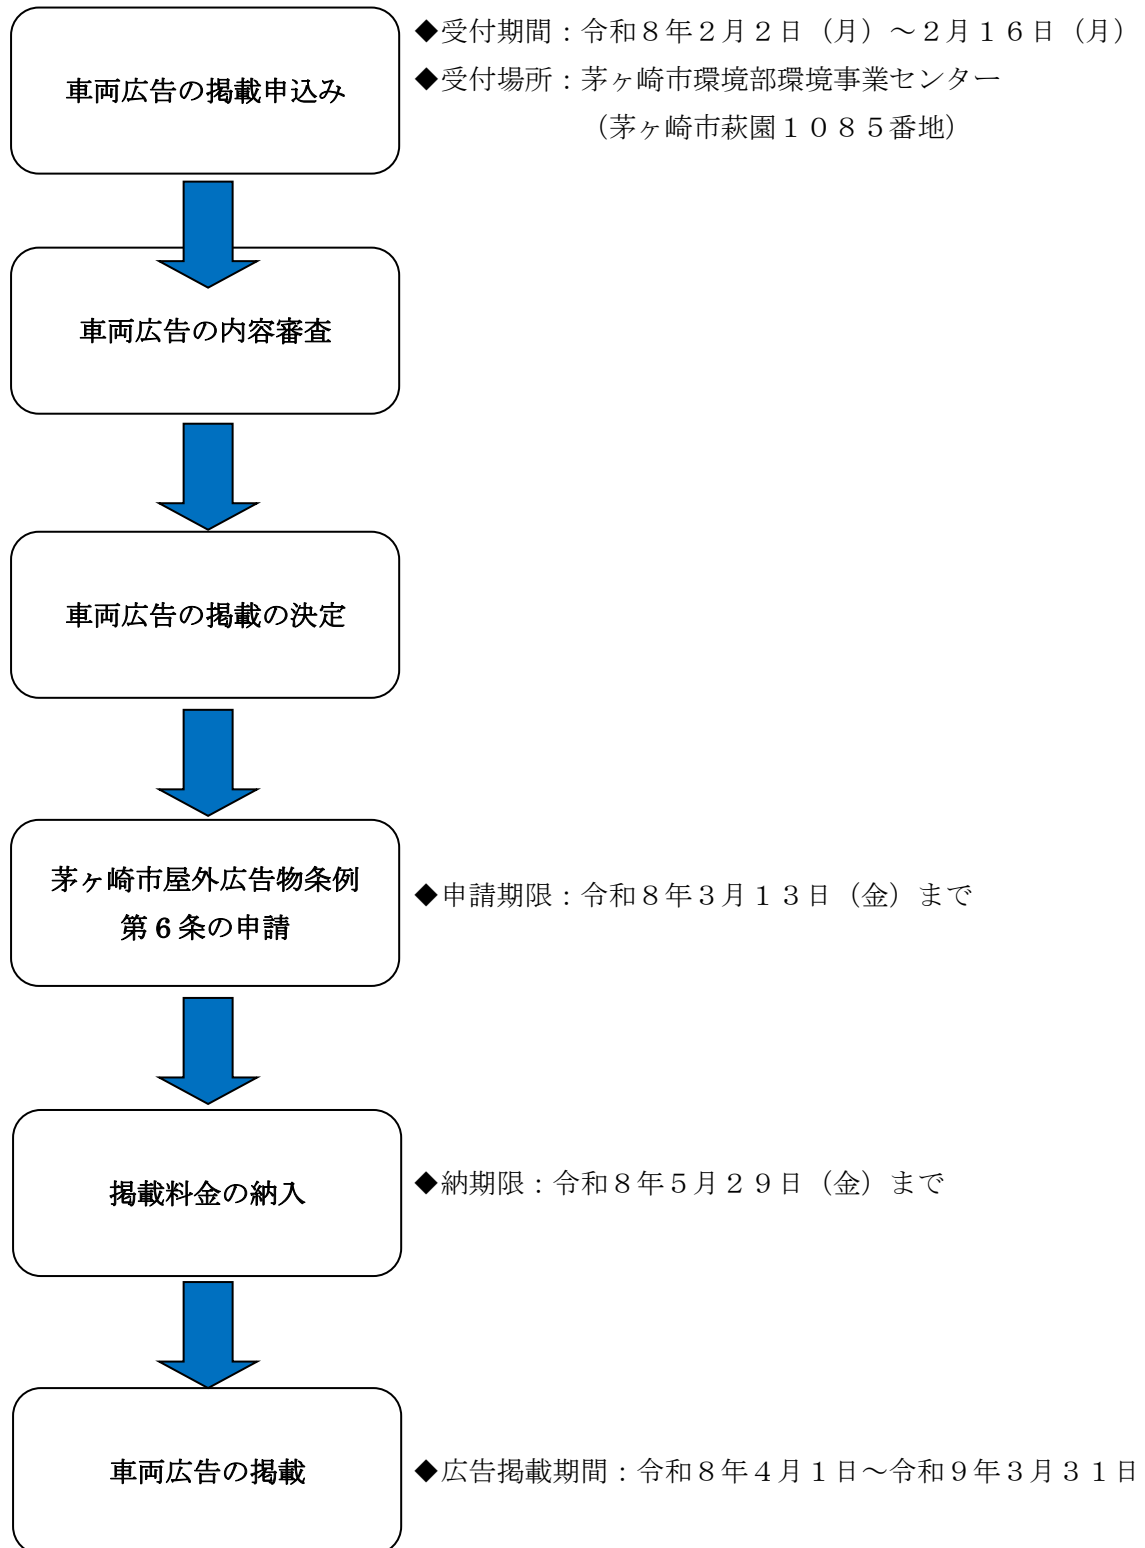 車両広告の掲載申込み
◆受付期間：令和８年２月２日（月）～２月１６日（月）
◆受付場所：茅ヶ崎市環境部環境事業センター
（茅ヶ崎市萩園１０８５番地）
車両広告の内容審査
車両広告の掲載の決定
茅ヶ崎市屋外広告物条例
第６条の申請
◆申請期限：令和８年３月１３日（金）まで
掲載料金の納入
◆納期限：令和８年５月２９日（金）まで
車両広告の掲載
◆広告掲載期間：令和８年４月１日～令和９年３月３１日